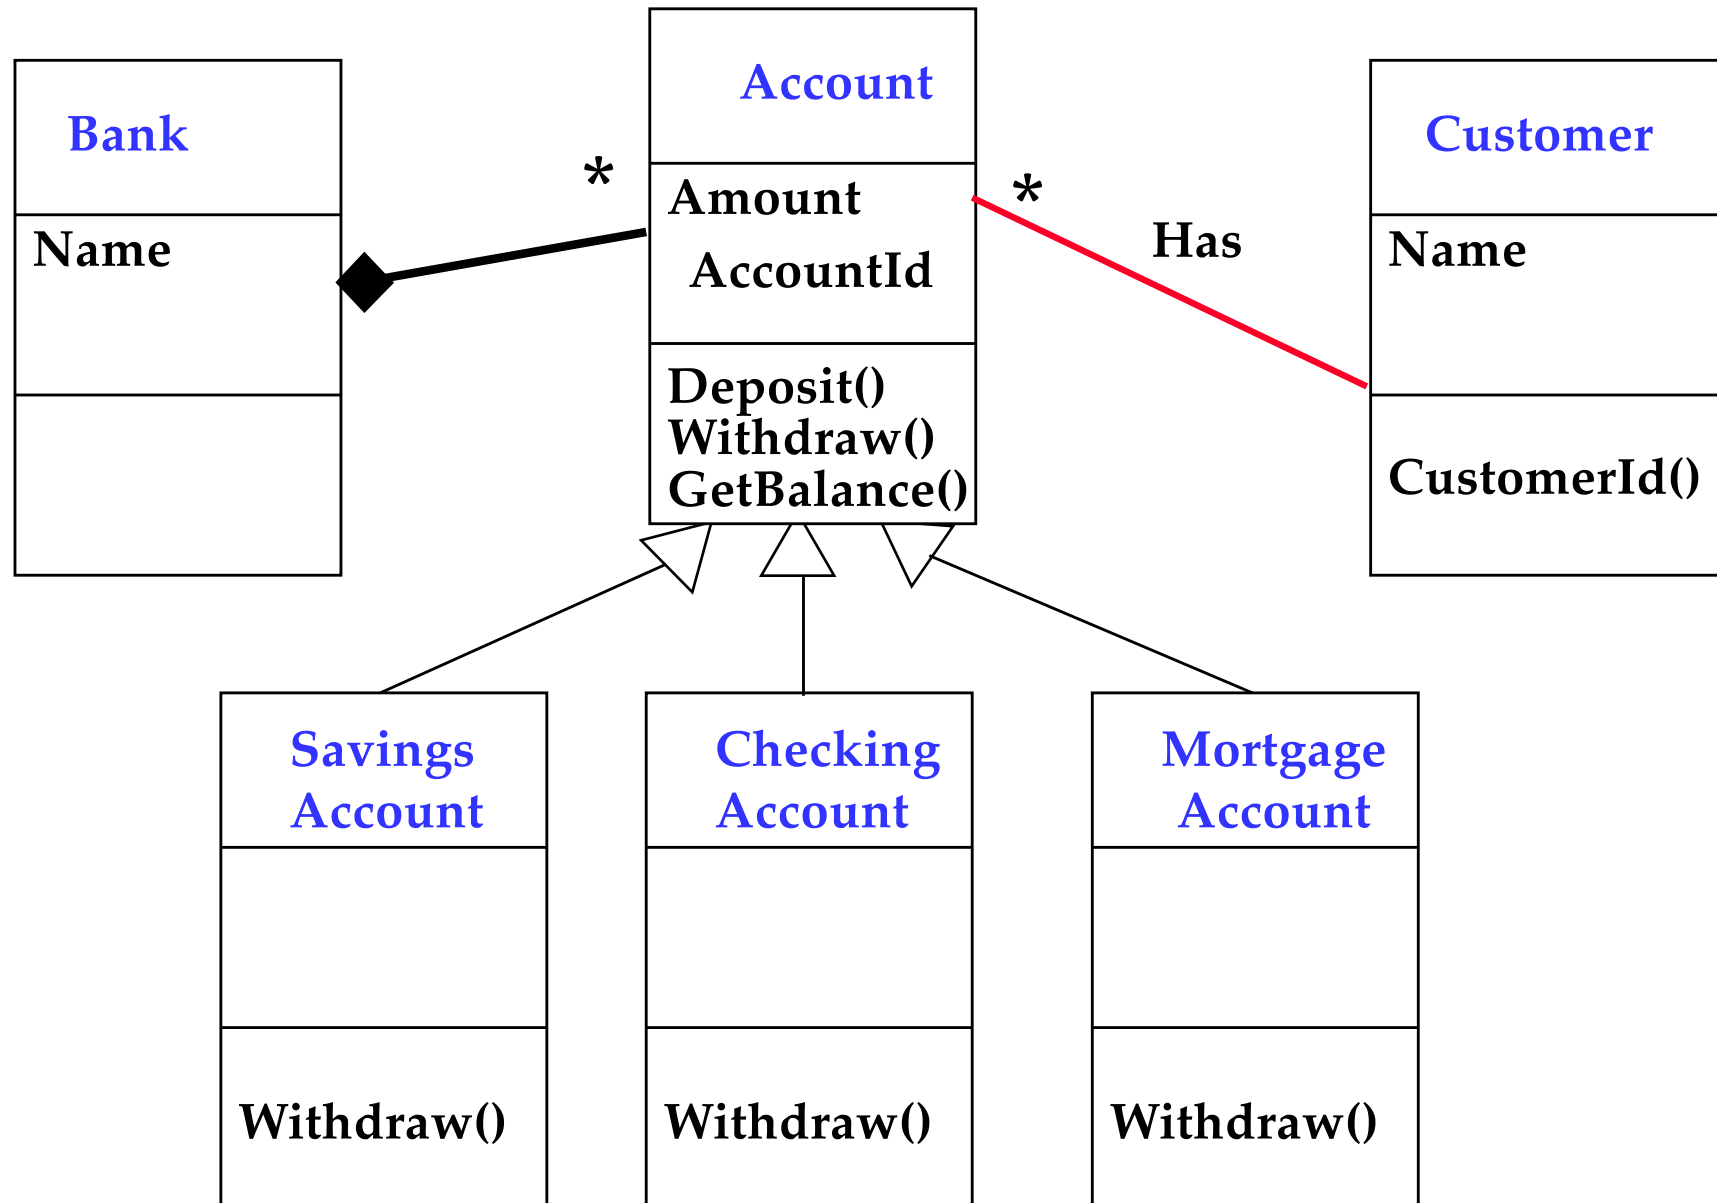 Bank
Name
*
Account
Amount
AccountId
Deposit()
Withdraw()
GetBalance()
*
Has
Customer
Name
CustomerId()
Savings
Account
Withdraw()
Checking
Account
Withdraw()
Mortgage
Account
Withdraw()